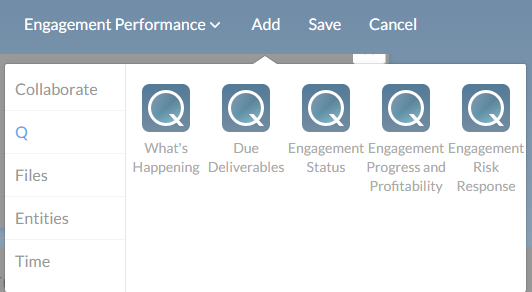 Engagement Performance Add Save Cancel
Collaborate
Q
Files
Entities
Time
What's
Happening
Due
Deliverables
Engagement
Status
Engagement
Progress and
Profitability
Engagement
Risk
Response